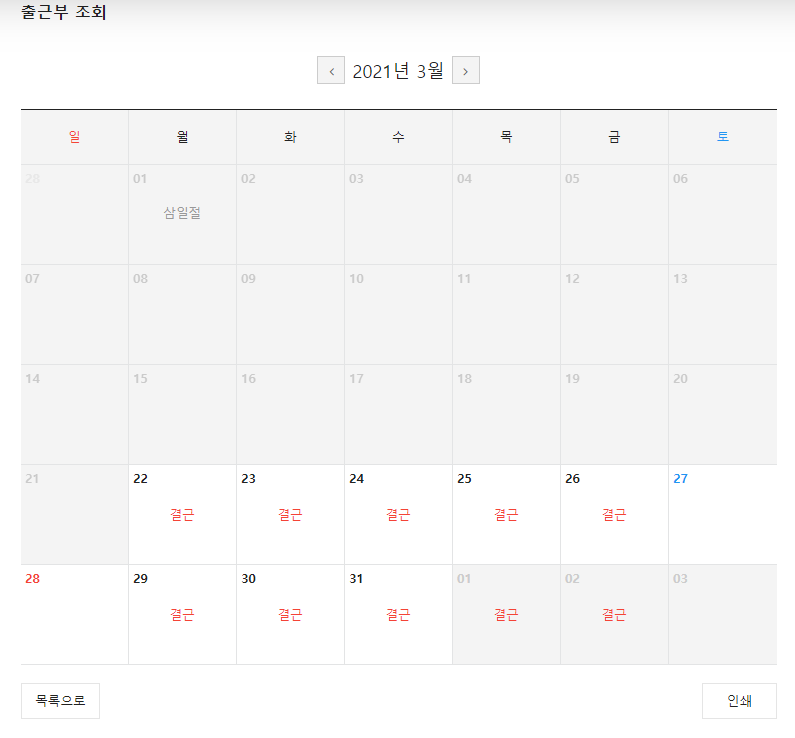 출근부 조회
< 2021년 3월 >
일 월 화 수 목 금 토
28 01 02 03 04 05 06
삼일절
07 08 09 10 11 12 13
14 15 16 17 18 19 20
21 22 23 24 25 26 27
결근 결근 결근 결근 결근
28 29 30 31 01 02 03
결근 결근 결근 결근 결근
목록으로 인쇄